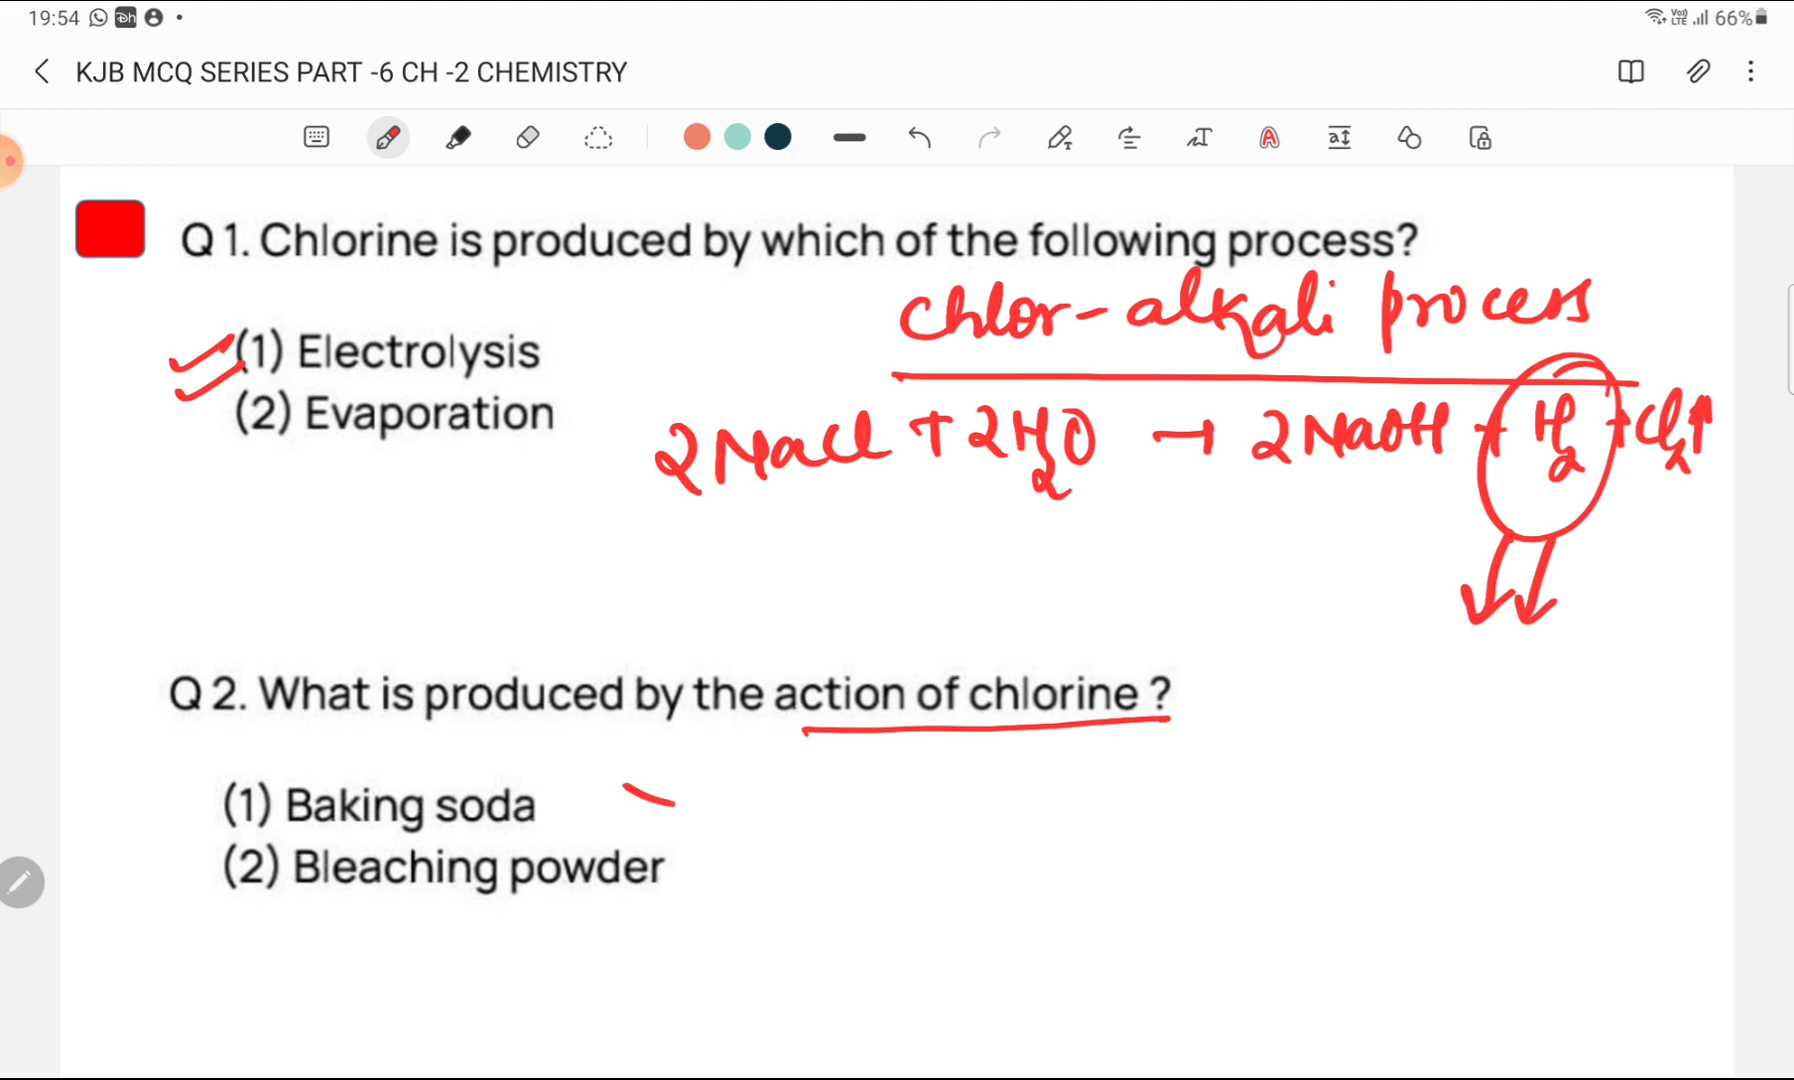 19:54
Vo) LTE 66%
KJB MCQ SERIES PART -6 CH -2 CHEMISTRY
Q 1. Chlorine is produced by which of the following process?
chlor-alkali process
(1) Electrolysis
(2) Evaporation
2NaCl + 2H₂O → 2NaOH + H₂ + Cl₂↑
Q 2. What is produced by the action of chlorine ?
(1) Baking soda
(2) Bleaching powder